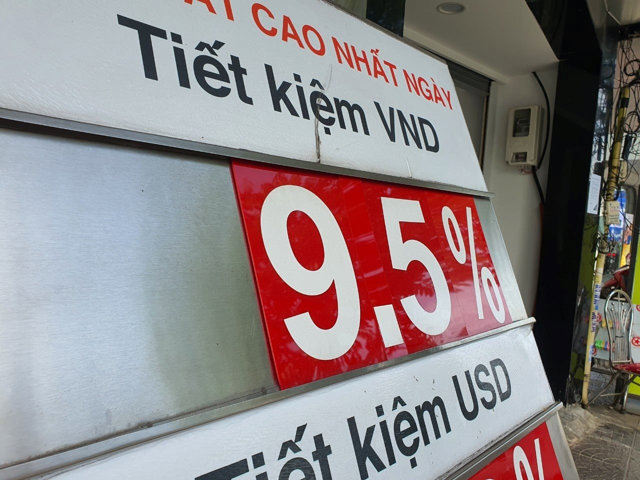 CAO NHẤT NGÀY
Tiết kiệm VND
9.5%
Tiết kiệm USD
%